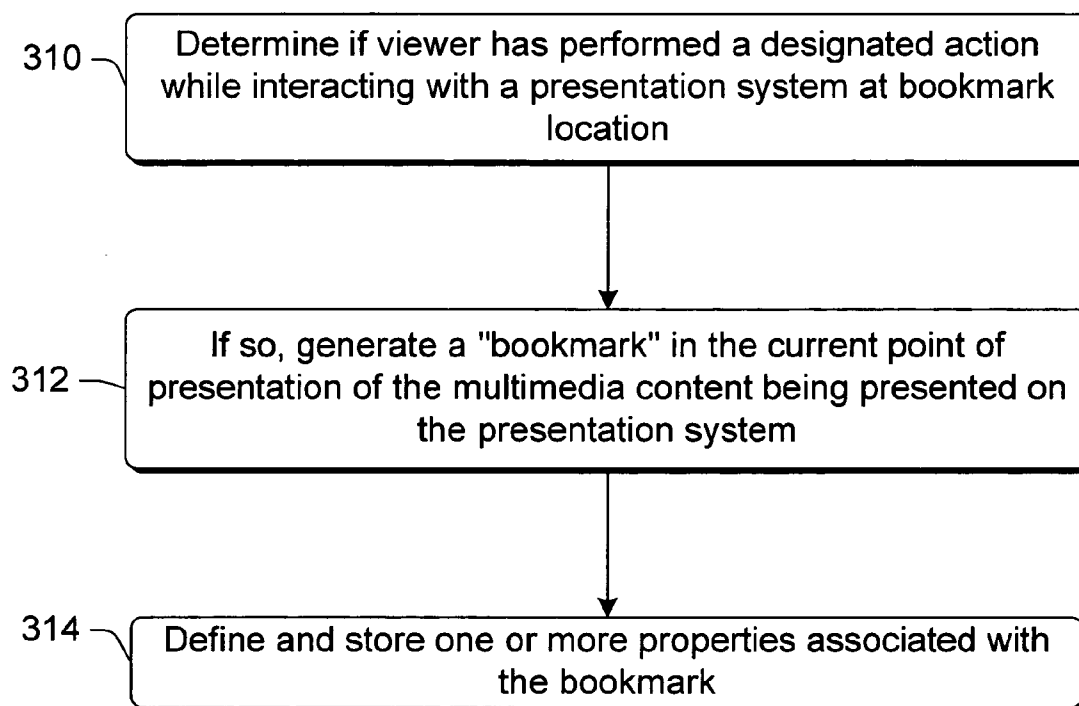 310
Determine if viewer has performed a designated action
while interacting with a presentation system at bookmark
location
312
If so, generate a "bookmark" in the current point of
presentation of the multimedia content being presented on
the presentation system
314
Define and store one or more properties associated with
the bookmark